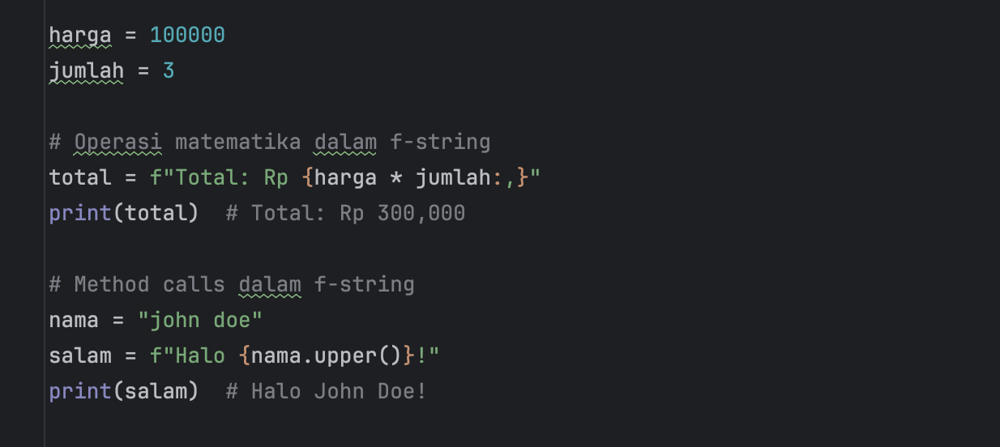 harga = 100000
jumlah = 3
# Operasi matematika dalam f-string
total = f"Total: Rp {harga * jumlah:,}"
print(total)  # Total: Rp 300,000
# Method calls dalam f-string
nama = "john doe"
salam = f"Halo {nama.upper()}!"
print(salam)  # Halo John Doe!